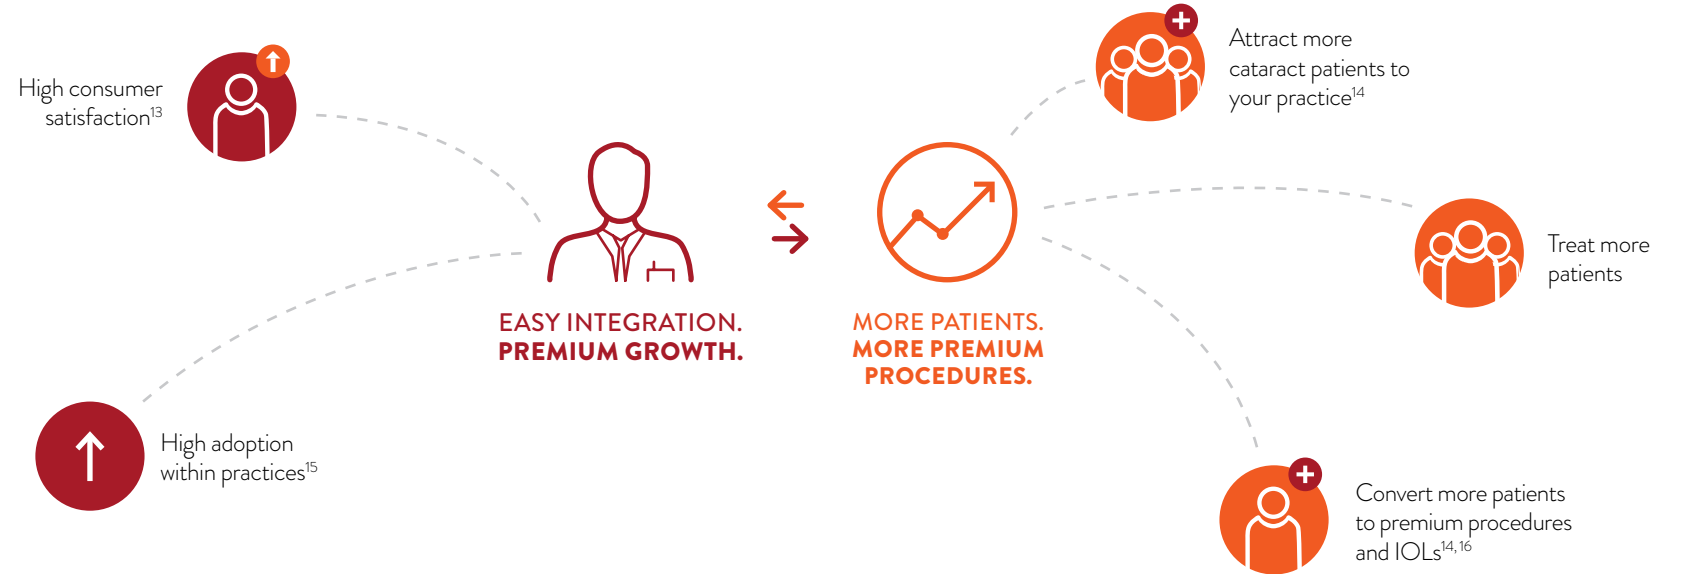 High consumer
satisfaction13
High adoption
within practices15
EASY INTEGRATION.
PREMIUM GROWTH.
MORE PATIENTS.
MORE PREMIUM
PROCEDURES.
Attract more
cataract patients to
your practice14
Treat more
patients
Convert more patients
to premium procedures
and IOLs14,16